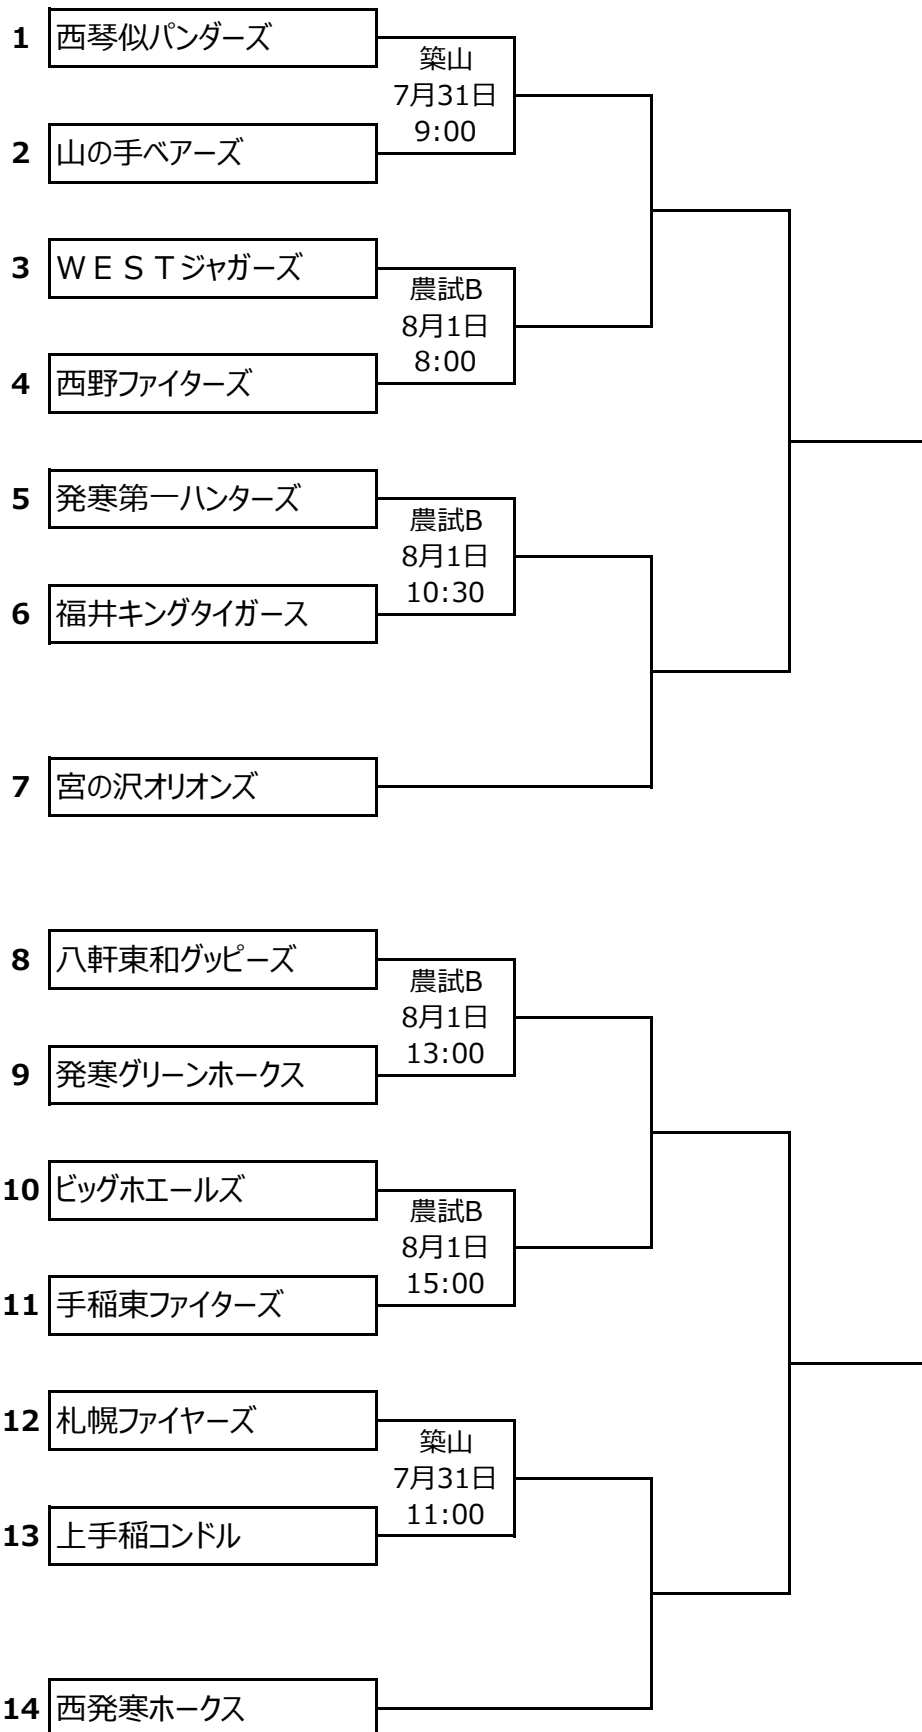 1 西琴似パンダーズ
築山
7月31日
9:00
2 山の手ベアーズ
3 ＷＥＳＴジャガーズ
農試B
8月1日
8:00
4 西野ファイターズ
5 発寒第一ハンターズ
農試B
8月1日
10:30
6 福井キングタイガース
7 宮の沢オリオンズ
8 八軒東和グッピーズ
農試B
8月1日
13:00
9 発寒グリーンホークス
10 ビッグホエールズ
農試B
8月1日
15:00
11 手稲東ファイターズ
12 札幌ファイヤーズ
築山
7月31日
11:00
13 上手稲コンドル
14 西発寒ホークス